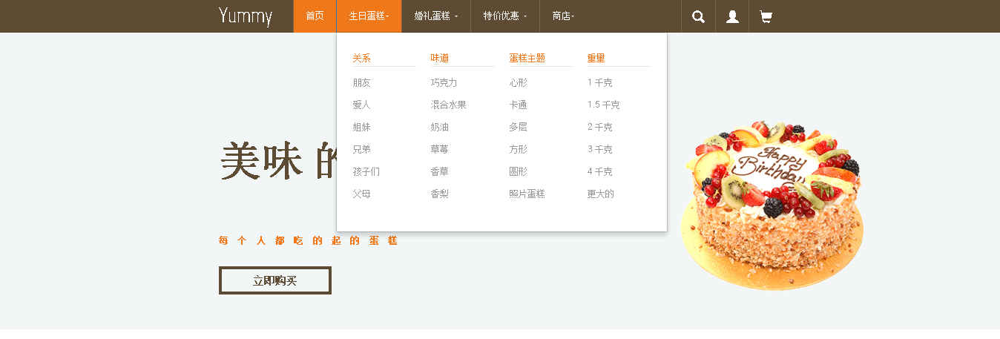 Yummy 首页 生日蛋糕 婚礼蛋糕 特价优惠 商店
关系 味道 蛋糕主题 重量
朋友 巧克力 心形 1 千克
爱人 混合水果 卡通 1.5 千克
姐妹 奶油 多层 2 千克
兄弟 草莓 方形 3 千克
孩子们 香草 圆形 4 千克
父母 香梨 照片蛋糕 更大的
美味 的
Happy
Birthday
每 个 人 都 吃 的 起 的 蛋 糕
立即购买